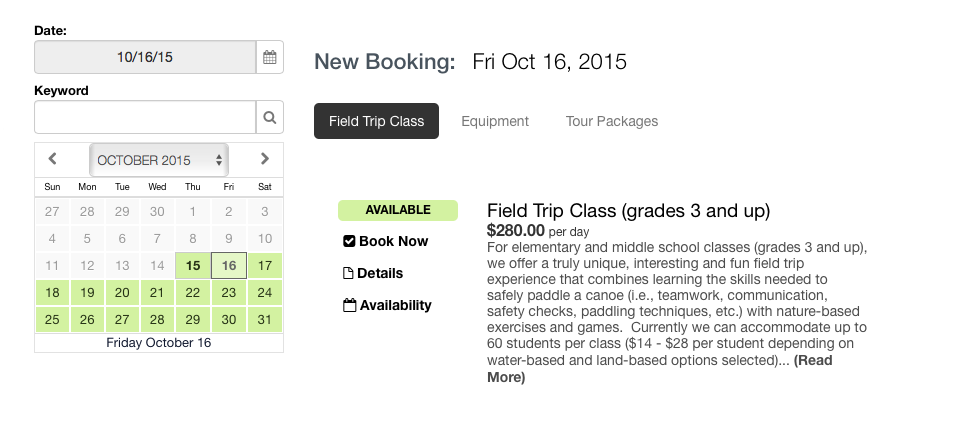 Date:
10/16/15
Keyword
OCTOBER 2015
Sun Mon Tue Wed Thu Fri Sat
27 28 29 30 1 2 3
4 5 6 7 8 9 10
11 12 13 14 15 16 17
18 19 20 21 22 23 24
25 26 27 28 29 30 31
Friday October 16
New Booking: Fri Oct 16, 2015
Field Trip Class Equipment Tour Packages
AVAILABLE
Book Now
Details
Availability
Field Trip Class (grades 3 and up)
$280.00 per day
For elementary and middle school classes (grades 3 and up),
we offer a truly unique, interesting and fun field trip
experience that combines learning the skills needed to
safely paddle a canoe (i.e., teamwork, communication,
safety checks, paddling techniques, etc.) with nature-based
exercises and games.  Currently we can accommodate up to
60 students per class ($14 - $28 per student depending on
water-based and land-based options selected)... (Read
More)